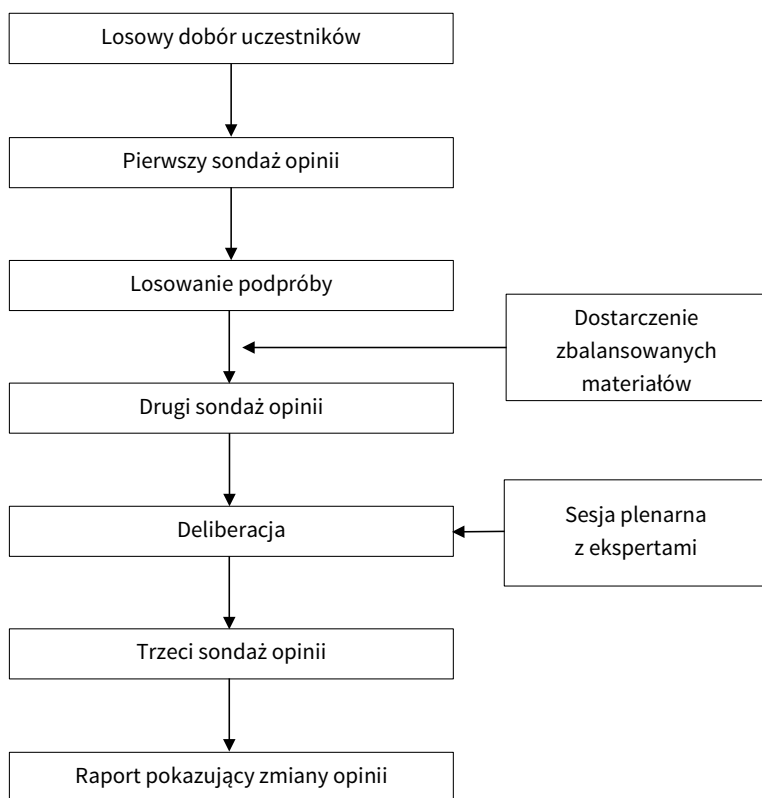 Losowy dobór uczestników
Pierwszy sondaż opinii
Losowanie podpróby
Dostarczenie
zbalansowanych
materiałów
Drugi sondaż opinii
Sesja plenarna
z ekspertami
Deliberacja
Trzeci sondaż opinii
Raport pokazujący zmiany opinii